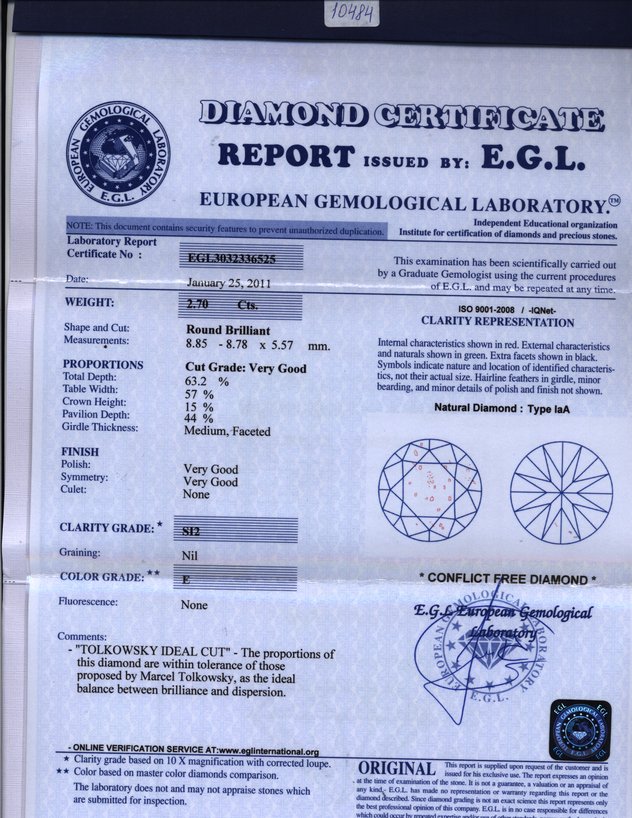 10484
DIAMOND CERTIFICATE
REPORT ISSUED BY: E.G.L.
EUROPEAN GEMOLOGICAL LABORATORY.™
EUROPEAN GEMOLOGICAL LABORATORY
E.G.L.
NOTE: This document contains security features to prevent unauthorized duplication.
Independent Educational organization
Institute for certification of diamonds and precious stones.
Laboratory Report
Certificate No : EGL3032336525
Date: January 25, 2011
This examination has been scientifically carried out
by a Graduate Gemologist using the current procedures
of E.G.L. and may be repeated at any time.
WEIGHT: 2.70 Cts.
Shape and Cut: Round Brilliant
Measurements: 8.85 - 8.78 x 5.57 mm.
PROPORTIONS Cut Grade: Very Good
Total Depth: 63.2 %
Table Width: 57 %
Crown Height: 15 %
Pavilion Depth: 44 %
Girdle Thickness: Medium, Faceted
FINISH
Polish: Very Good
Symmetry: Very Good
Culet: None
CLARITY GRADE:* SI2
Graining: Nil
COLOR GRADE:** E
Fluorescence: None
Comments:
- "TOLKOWSKY IDEAL CUT" - The proportions of
this diamond are within tolerance of those
proposed by Marcel Tolkowsky, as the ideal
balance between brilliance and dispersion.
ISO 9001-2008 / -IQNet-
CLARITY REPRESENTATION
Internal characteristics shown in red. External characteristics
and naturals shown in green. Extra facets shown in black.
Symbols indicate nature and location of identified characteris-
tics, not their actual size. Hairline feathers in girdle, minor
bearding, and minor details of polish and finish not shown.
Natural Diamond : Type IaA
* CONFLICT FREE DIAMOND *
E.G.L European Gemological
Laboratory
EUROPEAN GEMOLOGICAL LABORATORY
E.G.L.
- ONLINE VERIFICATION SERVICE AT:www.eglinternational.org
* Clarity grade based on 10 X magnification with corrected loupe.
** Color based on master color diamonds comparison.
The laboratory does not and may not appraise stones which
are submitted for inspection.
ORIGINAL This report is supplied upon request of the customer and is
issued for his exclusive use. The report expresses an opinion
at the time of examination of the stone. It is not a guarantee, a valuation or an appraisal of
any kind,- E.G.L. has made no representation or warranty regarding this report or the
diamond described. Since diamond grading is not an exact science this report represents only
the best professional opinion of this company. E.G.L. is in no case responsible for differences
which could occur by repeated
EGL
EGL